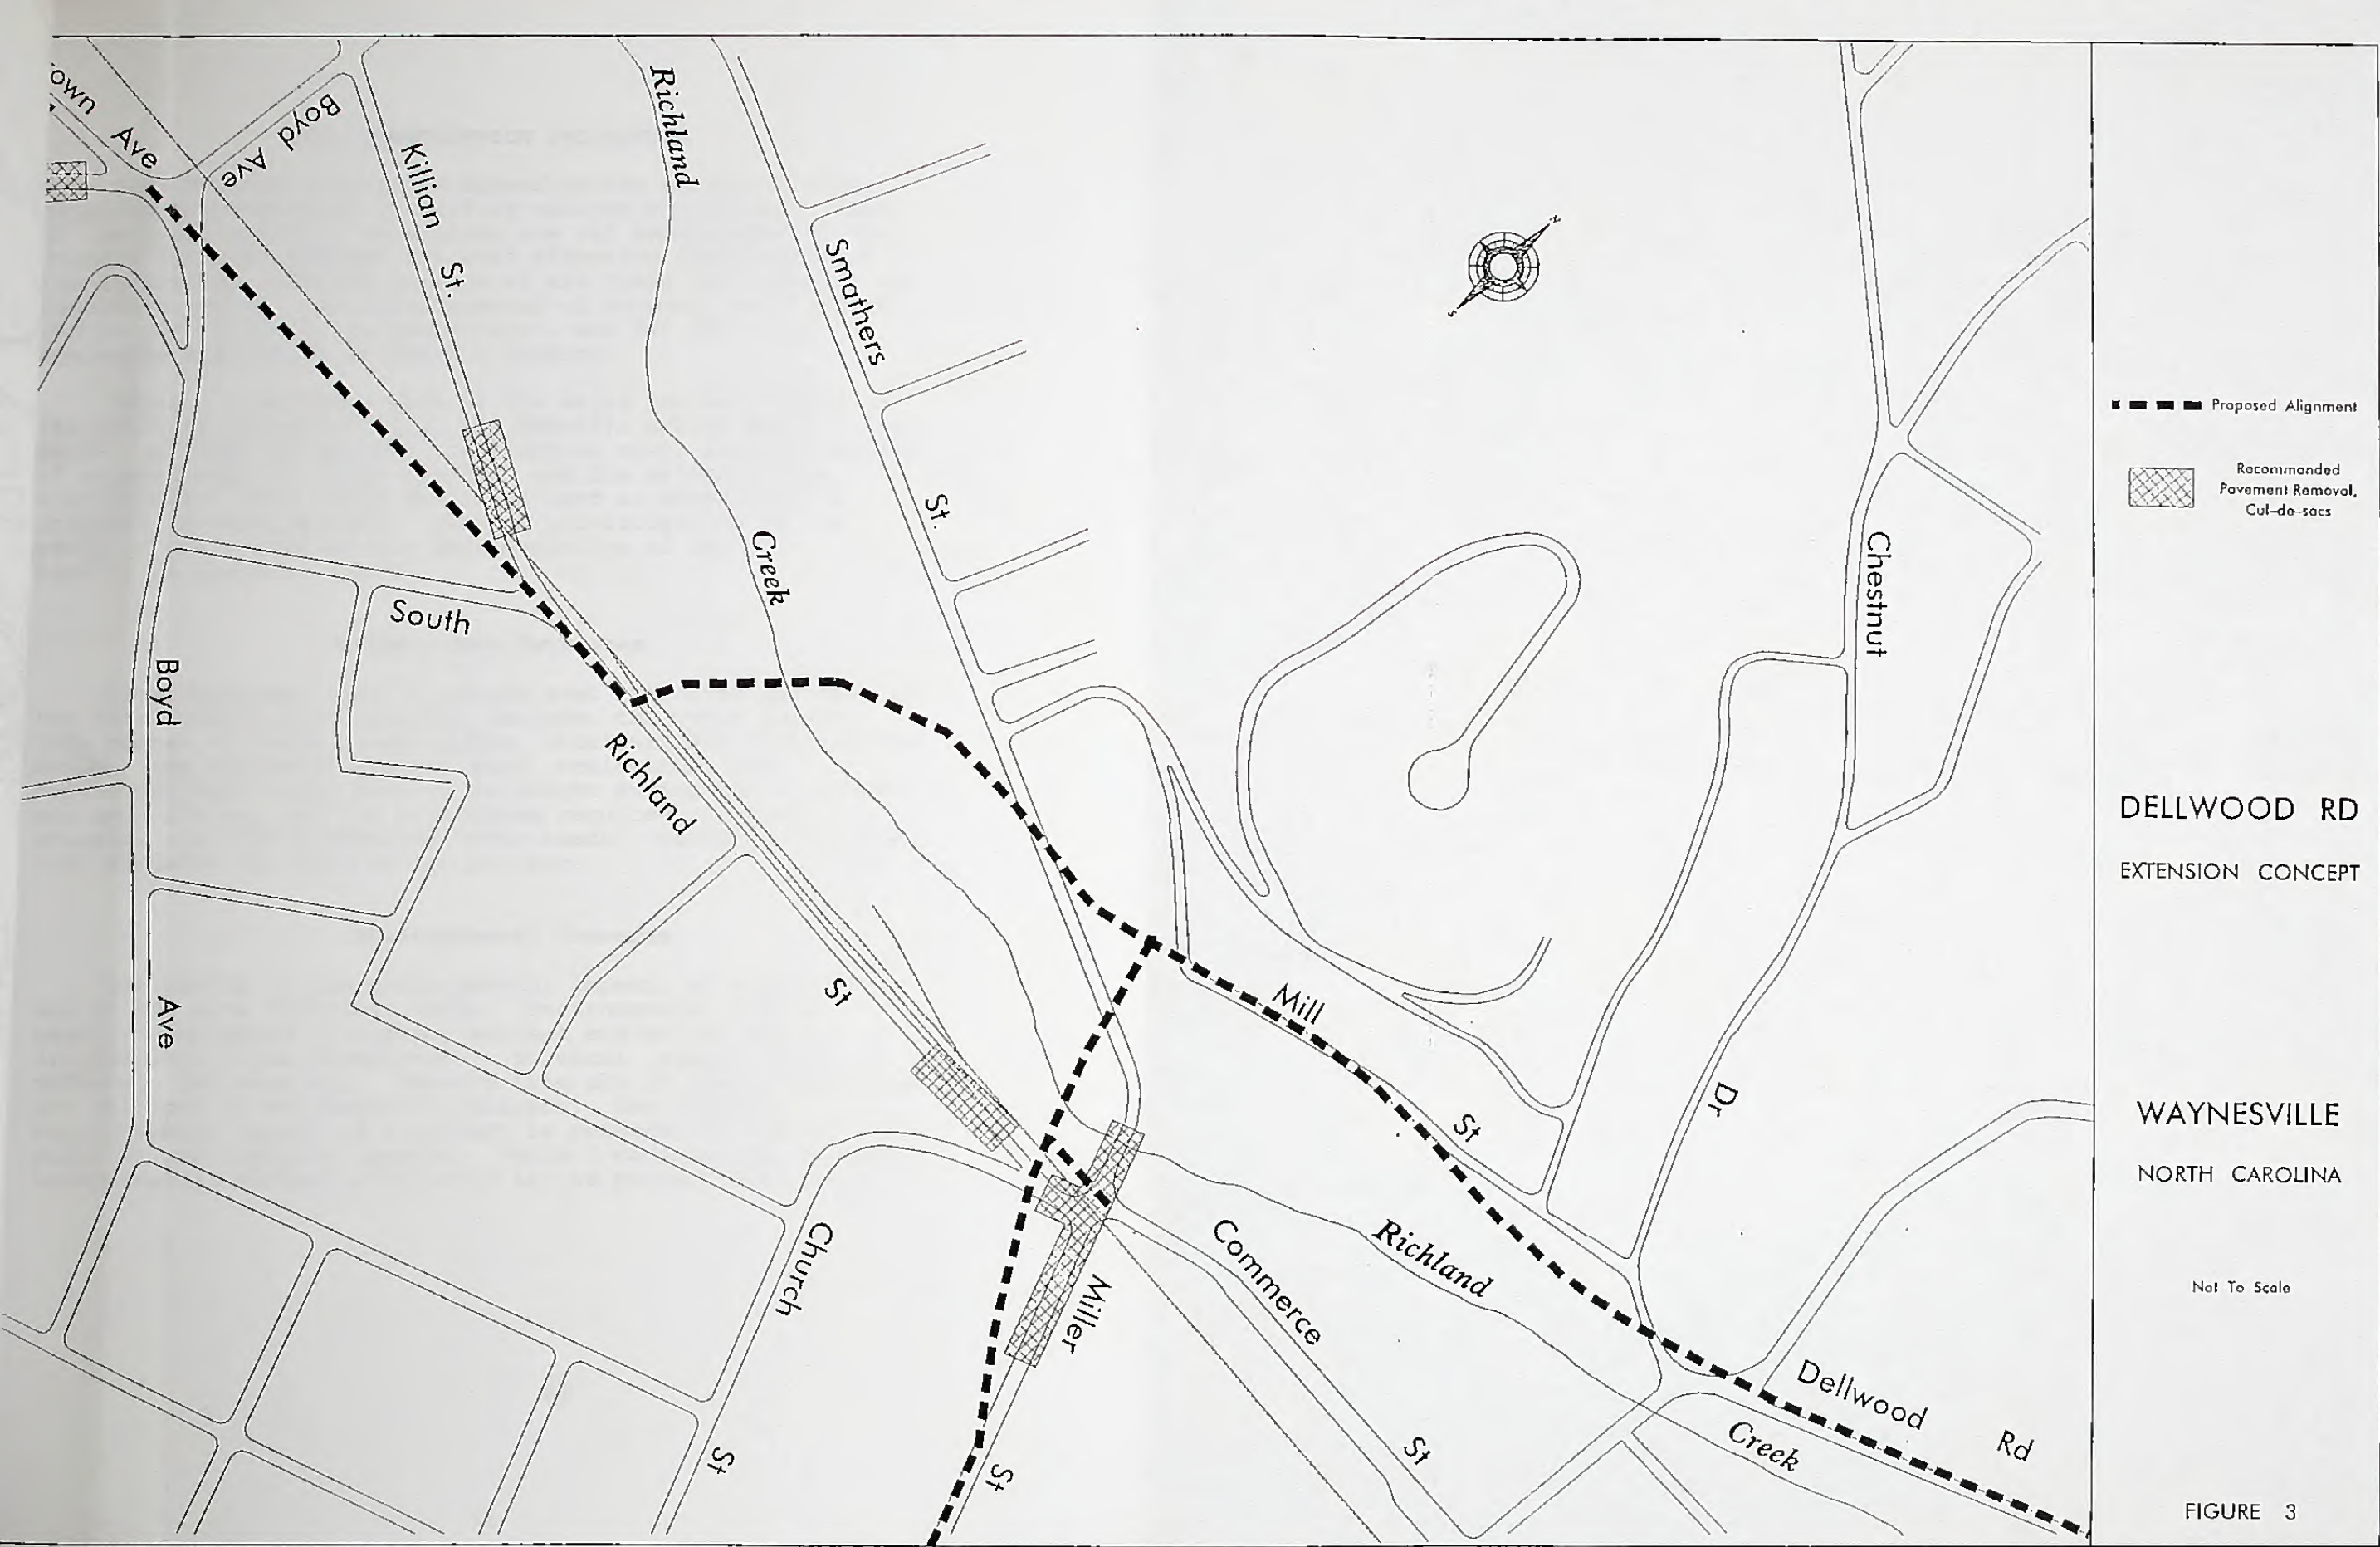 own Ave
Boyd Ave
Killian St.
Richland Creek
Smathers St.
N
S
South
Boyd Ave
Richland St
Chestnut Dr
Mill St
Church St
Miller St
Commerce St
Richland Creek
Dellwood Rd
Proposed Alignment
Recommended
Pavement Removal,
Cul-de-sacs
DELLWOOD RD
EXTENSION CONCEPT
WAYNESVILLE
NORTH CAROLINA
Not To Scale
FIGURE 3